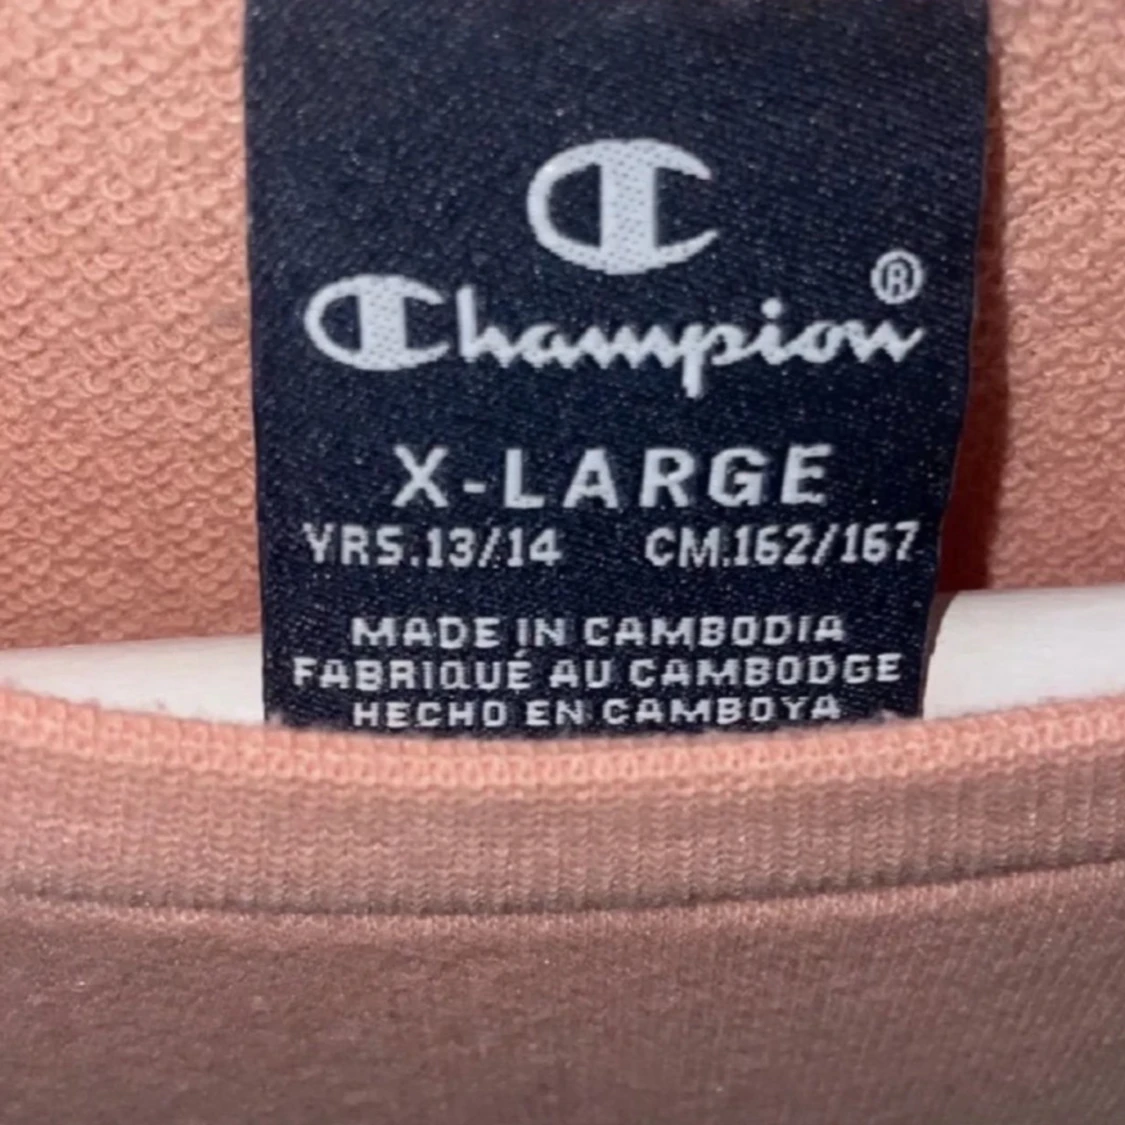 C
Champion®
X-LARGE
YRS.13/14 CM.162/167
MADE IN CAMBODIA
FABRIQUÉ AU CAMBODGE
HECHO EN CAMBOYA